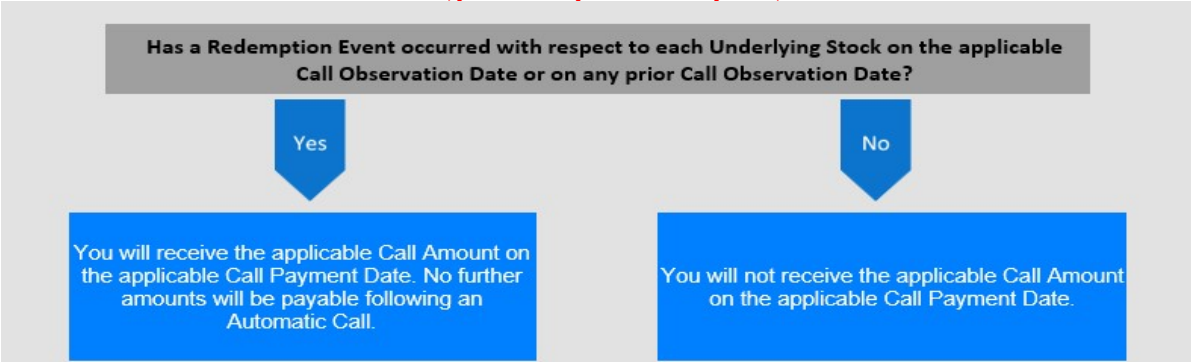 Has a Redemption Event occurred with respect to each Underlying Stock on the applicable
Call Observation Date or on any prior Call Observation Date?
Yes
No
You will receive the applicable Call Amount on
the applicable Call Payment Date. No further
amounts will be payable following an
Automatic Call.
You will not receive the applicable Call Amount
on the applicable Call Payment Date.